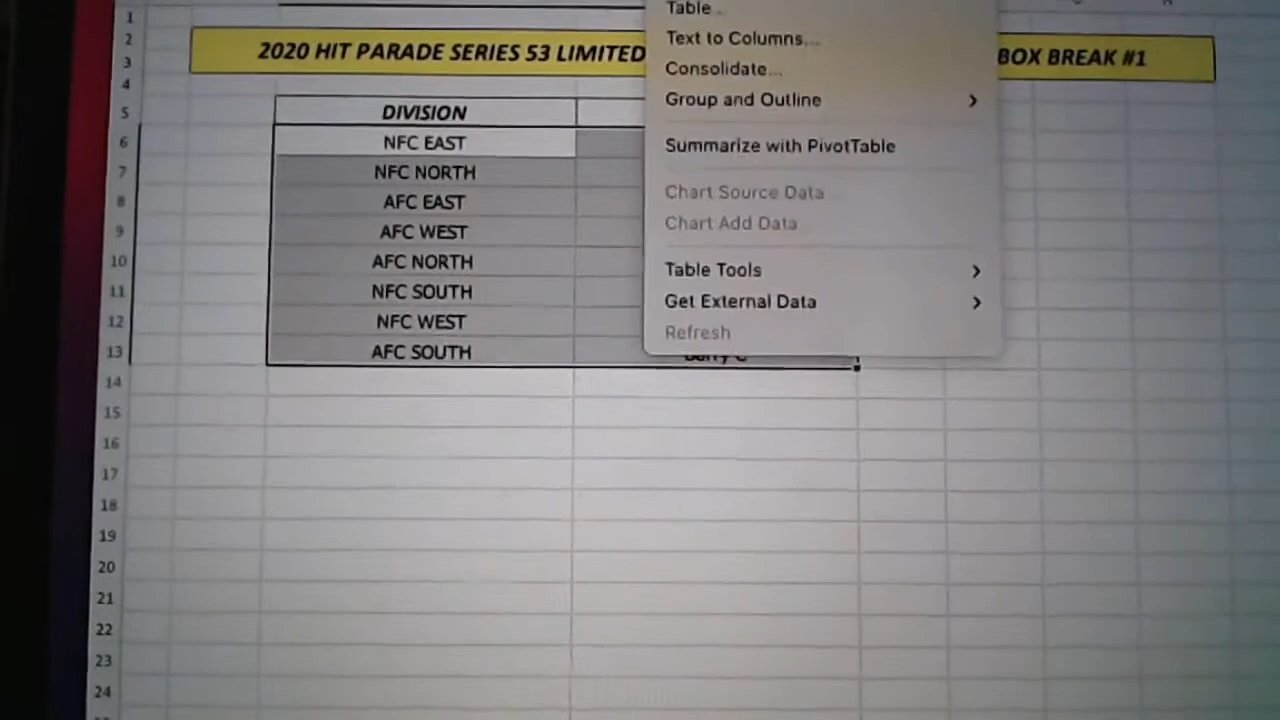 Table...
1
Text to Columns...
2
2020 HIT PARADE SERIES 53 LIMITED
BOX BREAK #1
3
Consolidate...
4
Group and Outline
5
DIVISION
6
NFC EAST
Summarize with PivotTable
7
NFC NORTH
Chart Source Data
8
AFC EAST
Chart Add Data
9
AFC WEST
10
AFC NORTH
Table Tools
11
NFC SOUTH
Get External Data
12
NFC WEST
Refresh
13
AFC SOUTH
14
15
16
17
18
19
20
21
22
23
24